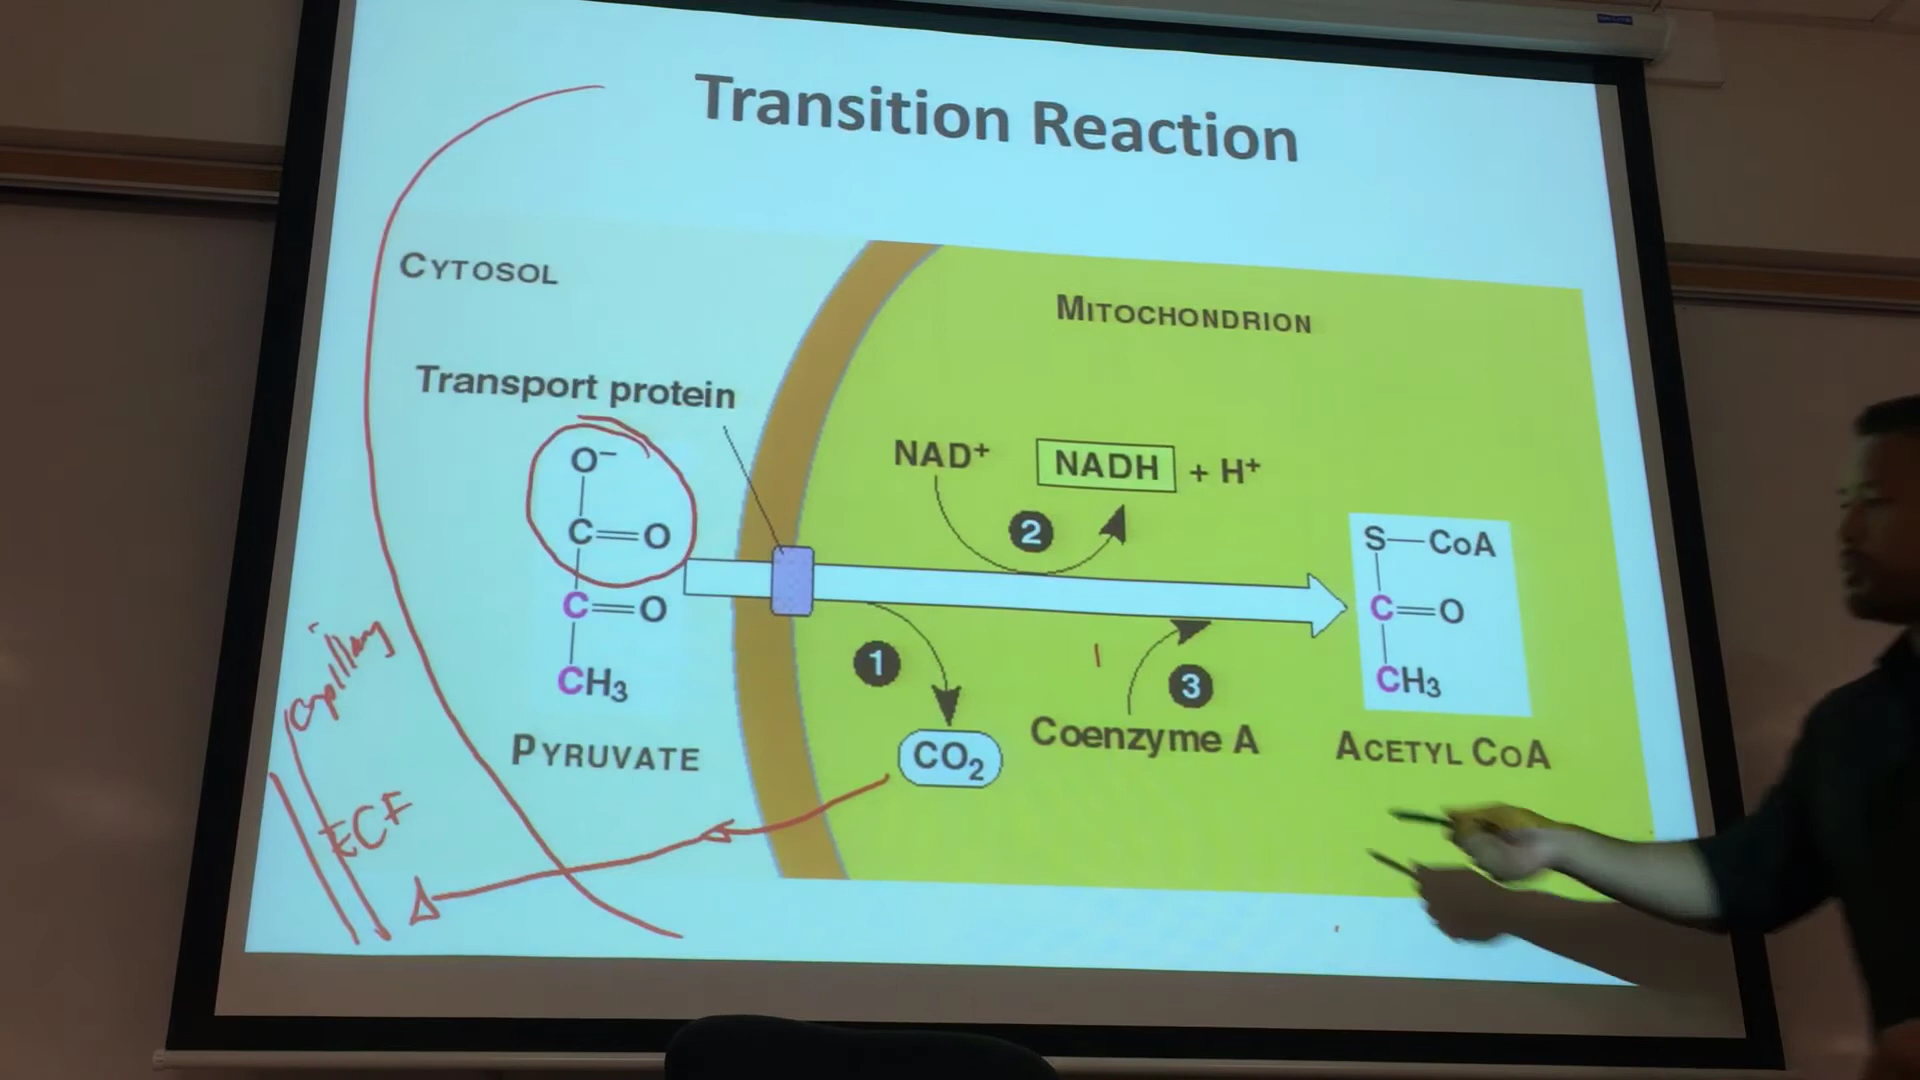 Transition Reaction
CYTOSOL
MITOCHONDRION
Transport protein
NAD⁺
NADH + H⁺
O⁻
C=O
C=O
CH₃
PYRUVATE
2
1
CO₂
3
Coenzyme A
S—CoA
C=O
CH₃
ACETYL CoA
capillary
ECF